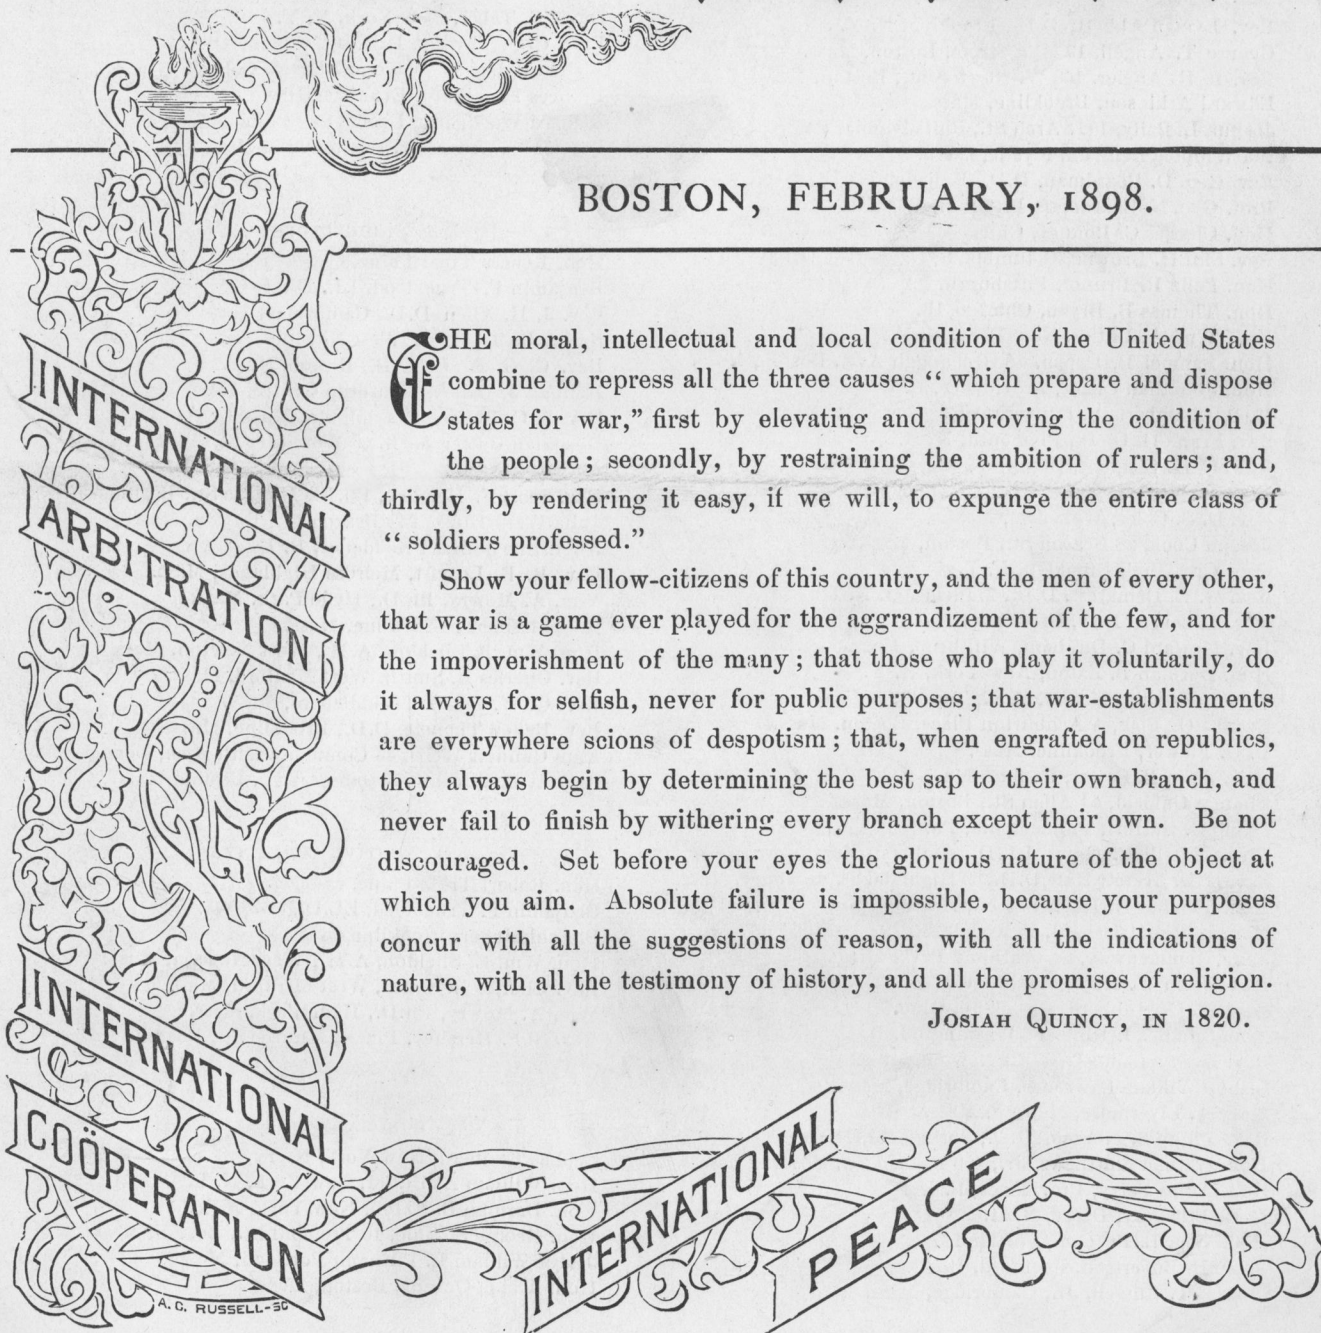 BOSTON, FEBRUARY, 1898.
THE moral, intellectual and local condition of the United States
combine to repress all the three causes “ which prepare and dispose
states for war,” first by elevating and improving the condition of
the people ; secondly, by restraining the ambition of rulers ; and,
thirdly, by rendering it easy, if we will, to expunge the entire class of
“ soldiers professed.”
Show your fellow-citizens of this country, and the men of every other,
that war is a game ever played for the aggrandizement of the few, and for
the impoverishment of the many ; that those who play it voluntarily, do
it always for selfish, never for public purposes ; that war-establishments
are everywhere scions of despotism ; that, when engrafted on republics,
they always begin by determining the best sap to their own branch, and
never fail to finish by withering every branch except their own. Be not
discouraged. Set before your eyes the glorious nature of the object at
which you aim. Absolute failure is impossible, because your purposes
concur with all the suggestions of reason, with all the indications of
nature, with all the testimony of history, and all the promises of religion.
JOSIAH QUINCY, IN 1820.
INTERNATIONAL
ARBITRATION
INTERNATIONAL
COÖPERATION
INTERNATIONAL
PEACE
A. C. RUSSELL-SC